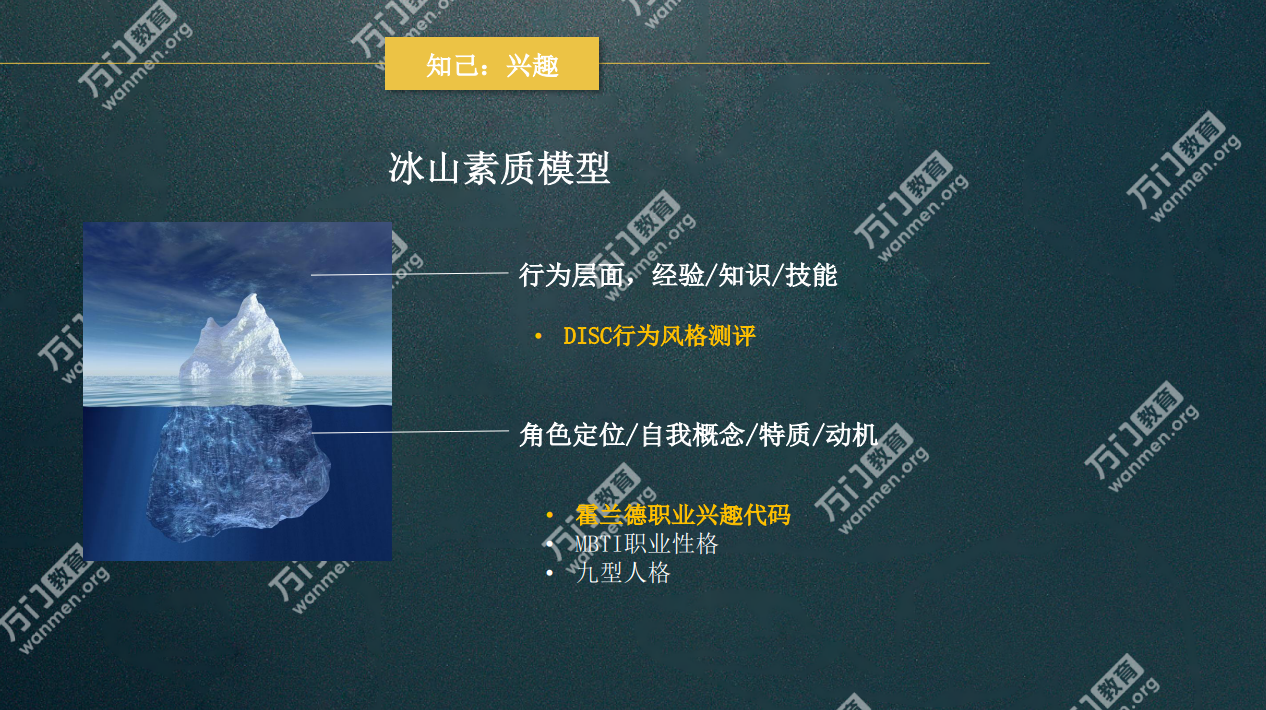 知己：兴趣
冰山素质模型
行为层面，经验/知识/技能
• DISC行为风格测评
角色定位/自我概念/特质/动机
• 霍兰德职业兴趣代码
• MBTI职业性格
• 九型人格
万门教育
wanmen.org